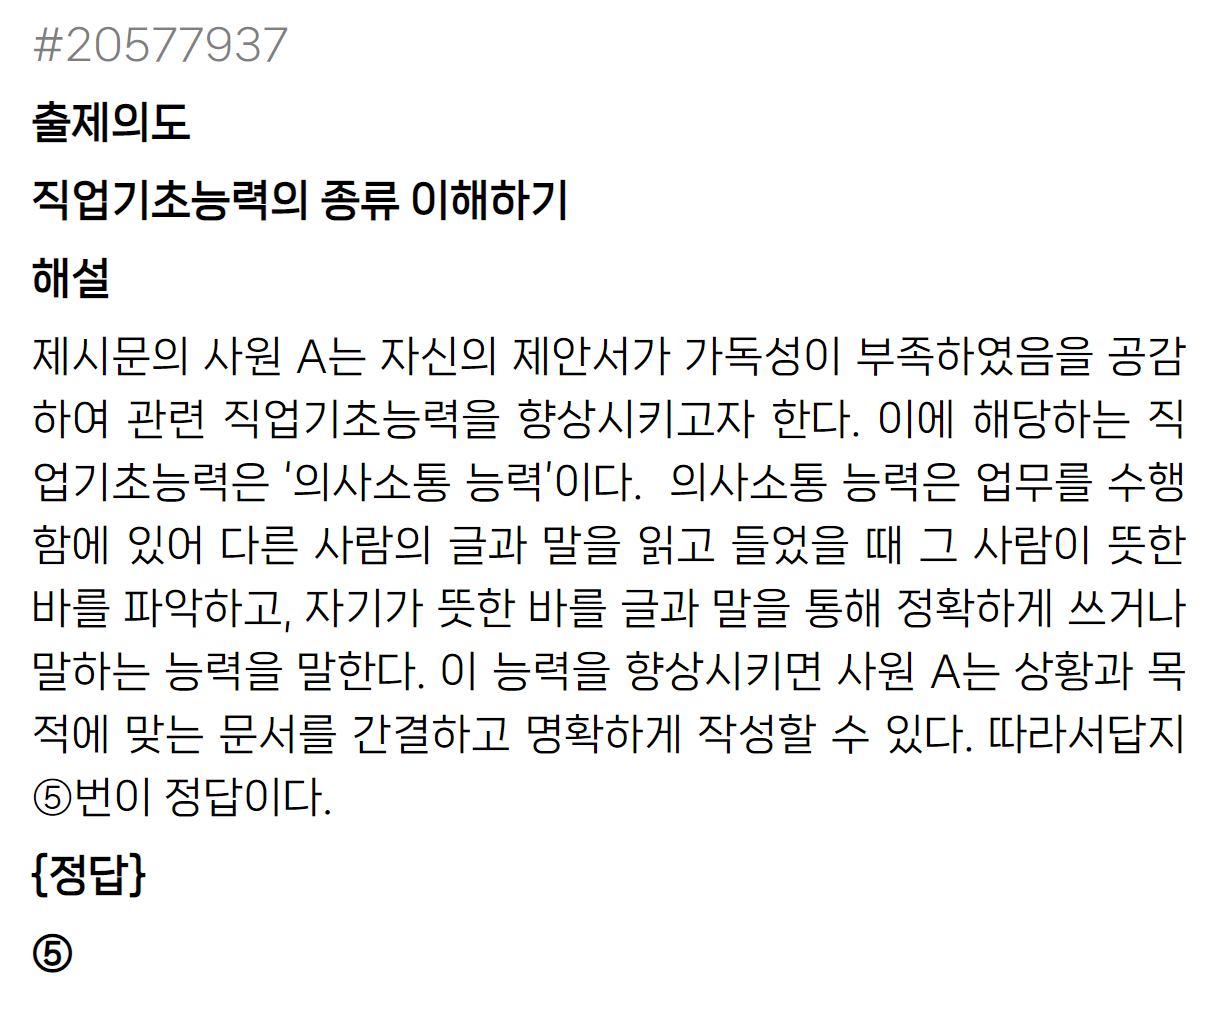 #20577937
출제의도
직업기초능력의 종류 이해하기
해설
제시문의 사원 A는 자신의 제안서가 가독성이 부족하였음을 공감
하여 관련 직업기초능력을 향상시키고자 한다. 이에 해당하는 직
업기초능력은 ‘의사소통 능력’이다.  의사소통 능력은 업무를 수행
함에 있어 다른 사람의 글과 말을 읽고 들었을 때 그 사람이 뜻한
바를 파악하고, 자기가 뜻한 바를 글과 말을 통해 정확하게 쓰거나
말하는 능력을 말한다. 이 능력을 향상시키면 사원 A는 상황과 목
적에 맞는 문서를 간결하고 명확하게 작성할 수 있다. 따라서답지
⑤번이 정답이다.
{정답}
⑤